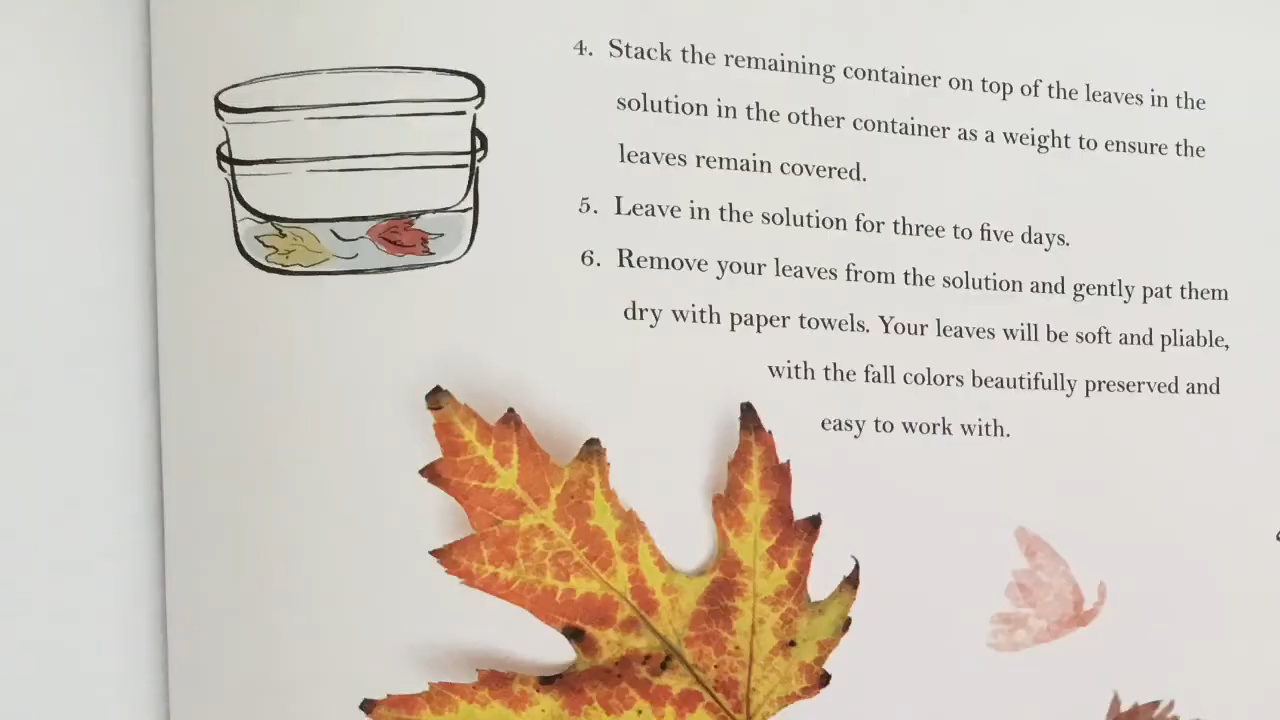 4. Stack the remaining container on top of the leaves in the
solution in the other container as a weight to ensure the
leaves remain covered.
5. Leave in the solution for three to five days.
6. Remove your leaves from the solution and gently pat them
dry with paper towels. Your leaves will be soft and pliable,
with the fall colors beautifully preserved and
easy to work with.